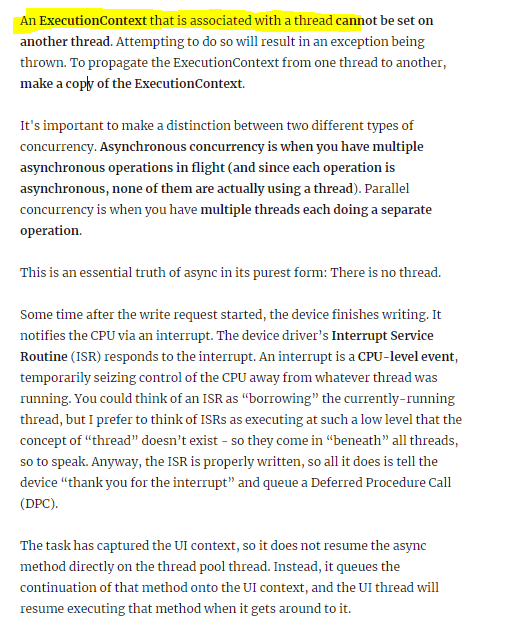 An ExecutionContext that is associated with a thread cannot be set on
another thread. Attempting to do so will result in an exception being
thrown. To propagate the ExecutionContext from one thread to another,
make a copy of the ExecutionContext.
It's important to make a distinction between two different types of
concurrency. Asynchronous concurrency is when you have multiple
asynchronous operations in flight (and since each operation is
asynchronous, none of them are actually using a thread). Parallel
concurrency is when you have multiple threads each doing a separate
operation.
This is an essential truth of async in its purest form: There is no thread.
Some time after the write request started, the device finishes writing. It
notifies the CPU via an interrupt. The device driver’s Interrupt Service
Routine (ISR) responds to the interrupt. An interrupt is a CPU-level event,
temporarily seizing control of the CPU away from whatever thread was
running. You could think of an ISR as “borrowing” the currently-running
thread, but I prefer to think of ISRs as executing at such a low level that the
concept of “thread” doesn’t exist - so they come in “beneath” all threads,
so to speak. Anyway, the ISR is properly written, so all it does is tell the
device “thank you for the interrupt” and queue a Deferred Procedure Call
(DPC).
The task has captured the UI context, so it does not resume the async
method directly on the thread pool thread. Instead, it queues the
continuation of that method onto the UI context, and the UI thread will
resume executing that method when it gets around to it.